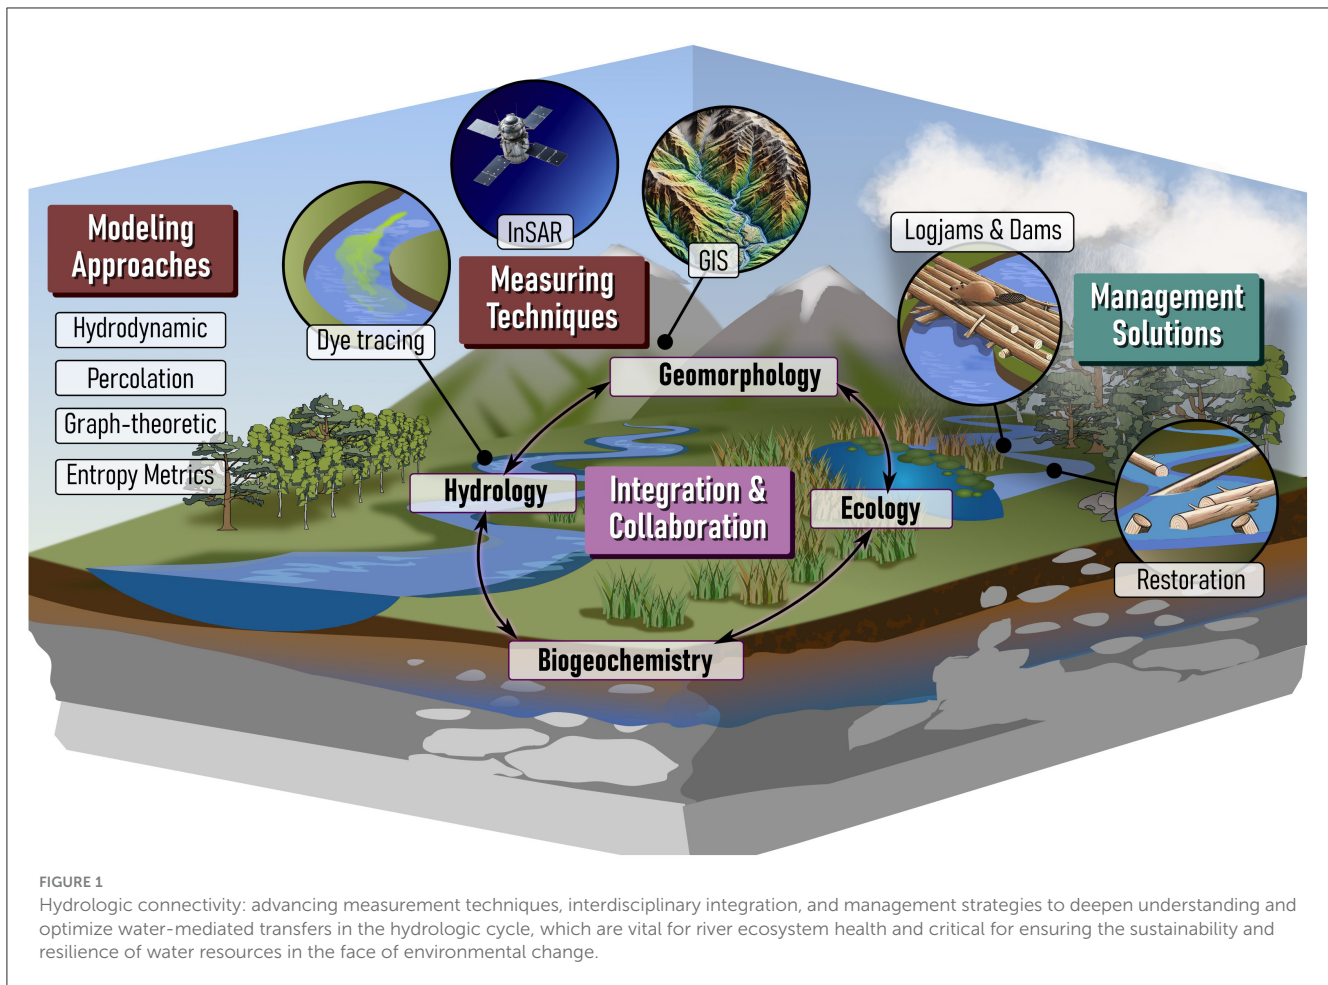 Modeling
Approaches
Hydrodynamic
Percolation
Graph-theoretic
Entropy Metrics
Dye tracing
InSAR
Measuring
Techniques
GIS
Logjams & Dams
Management
Solutions
Restoration
Geomorphology
Hydrology
Integration &
Collaboration
Ecology
Biogeochemistry
FIGURE 1
Hydrologic connectivity: advancing measurement techniques, interdisciplinary integration, and management strategies to deepen understanding and
optimize water-mediated transfers in the hydrologic cycle, which are vital for river ecosystem health and critical for ensuring the sustainability and
resilience of water resources in the face of environmental change.